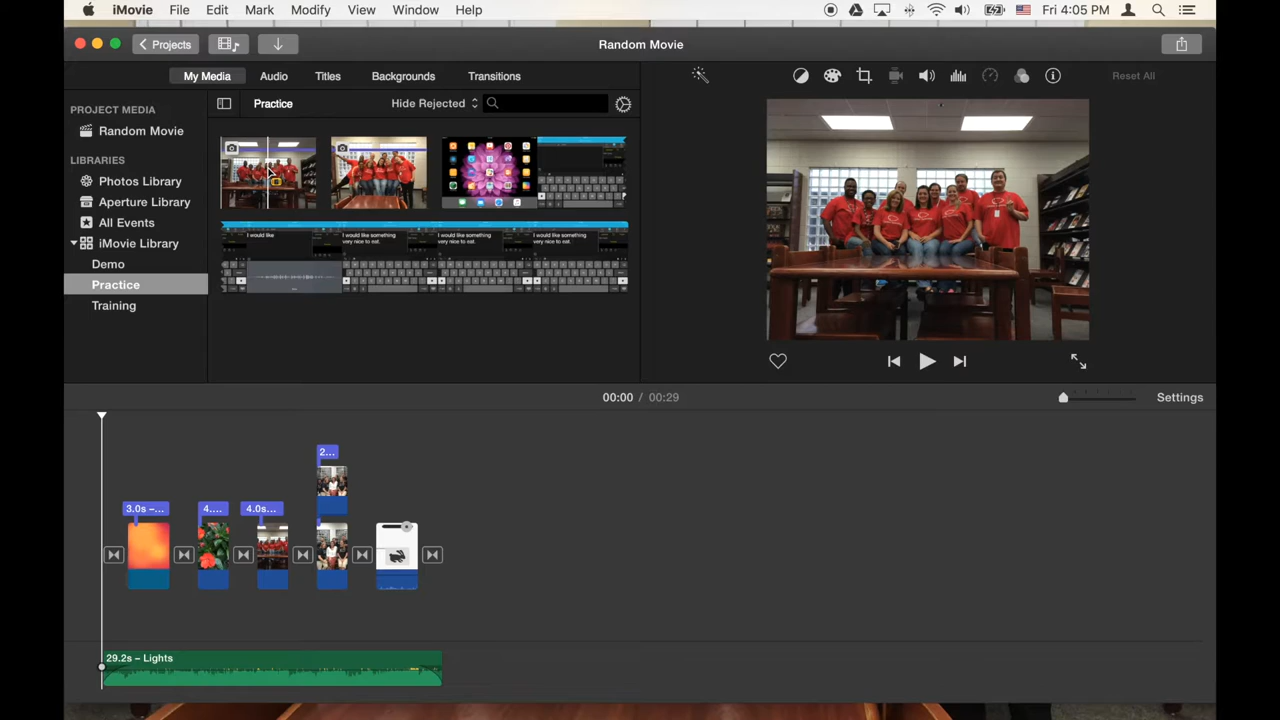 iMovie File Edit Mark Modify View Window Help Fri 4:05 PM
Projects Random Movie
My Media Audio Titles Backgrounds Transitions Reset All
PROJECT MEDIA Practice Hide Rejected
Random Movie
LIBRARIES
Photos Library
Aperture Library
All Events
iMovie Library
Demo
Practice
Training
I would like
I would like something
very nice to eat.
I would like something
very nice to eat.
I would like something
very nice to eat.
00:00 / 00:29 Settings
2...
3.0s –... 4.... 4.0s...
29.2s – Lights